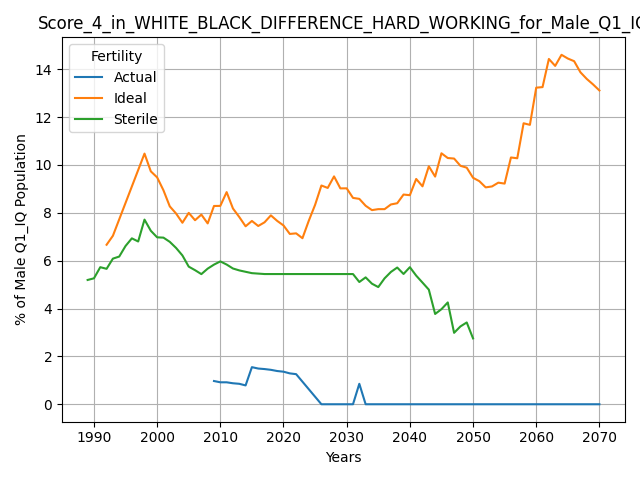 Score_4_in_WHITE_BLACK_DIFFERENCE_HARD_WORKING_for_Male_Q1_IQ
Fertility
Actual
Ideal
Sterile
% of Male Q1_IQ Population
14
12
10
8
6
4
2
0
1990 2000 2010 2020 2030 2040 2050 2060 2070
Years